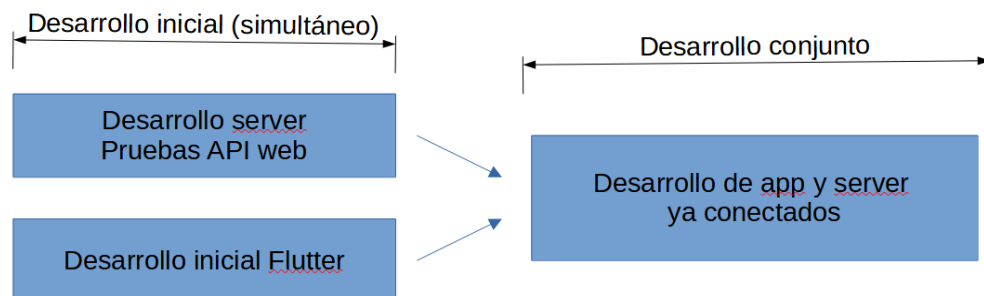 Desarrollo inicial (simultáneo)
Desarrollo conjunto
Desarrollo server
Pruebas API web
Desarrollo de app y server
ya conectados
Desarrollo inicial Flutter